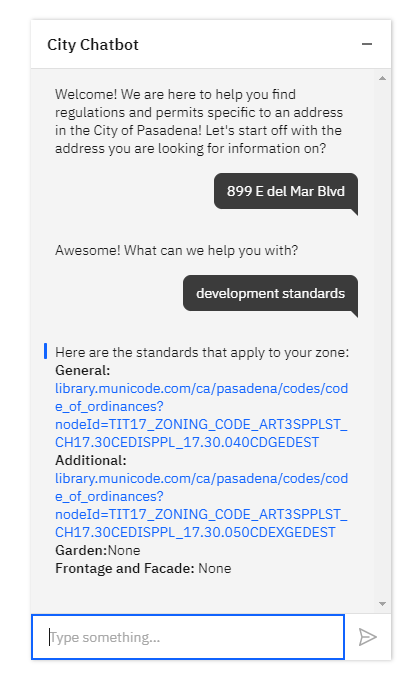 City Chatbot
Welcome! We are here to help you find
regulations and permits specific to an address
in the City of Pasadena! Let's start off with the
address you are looking for information on?
899 E del Mar Blvd
Awesome! What can we help you with?
development standards
Here are the standards that apply to your zone:
General:
library.municode.com/ca/pasadena/codes/cod
e_of_ordinances?
nodeId=TIT17_ZONING_CODE_ART3SPPLST_
CH17.30CEDISPPL_17.30.040CDGEDEST
Additional:
library.municode.com/ca/pasadena/codes/cod
e_of_ordinances?
nodeId=TIT17_ZONING_CODE_ART3SPPLST_
CH17.30CEDISPPL_17.30.050CDEXGEDEST
Garden:None
Frontage and Facade: None
Type something...